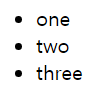 • one
• two
• three